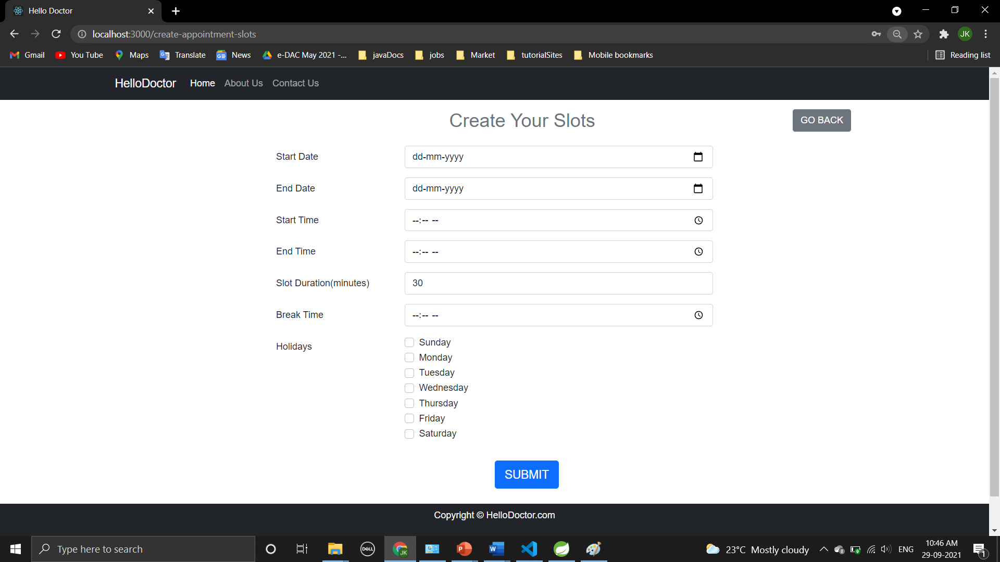 Hello Doctor
localhost:3000/create-appointment-slots
JK
Gmail You Tube Maps Translate News e-DAC May 2021 -... javaDocs jobs Market tutorialSites Mobile bookmarks Reading list
HelloDoctor Home About Us Contact Us
Create Your Slots GO BACK
Start Date dd-mm-yyyy
End Date dd-mm-yyyy
Start Time --:-- --
End Time --:-- --
Slot Duration(minutes) 30
Break Time --:-- --
Holidays Sunday
Monday
Tuesday
Wednesday
Thursday
Friday
Saturday
SUBMIT
Copyright © HelloDoctor.com
Type here to search DELL JK P W 23°C Mostly cloudy ENG 10:46 AM
29-09-2021 1